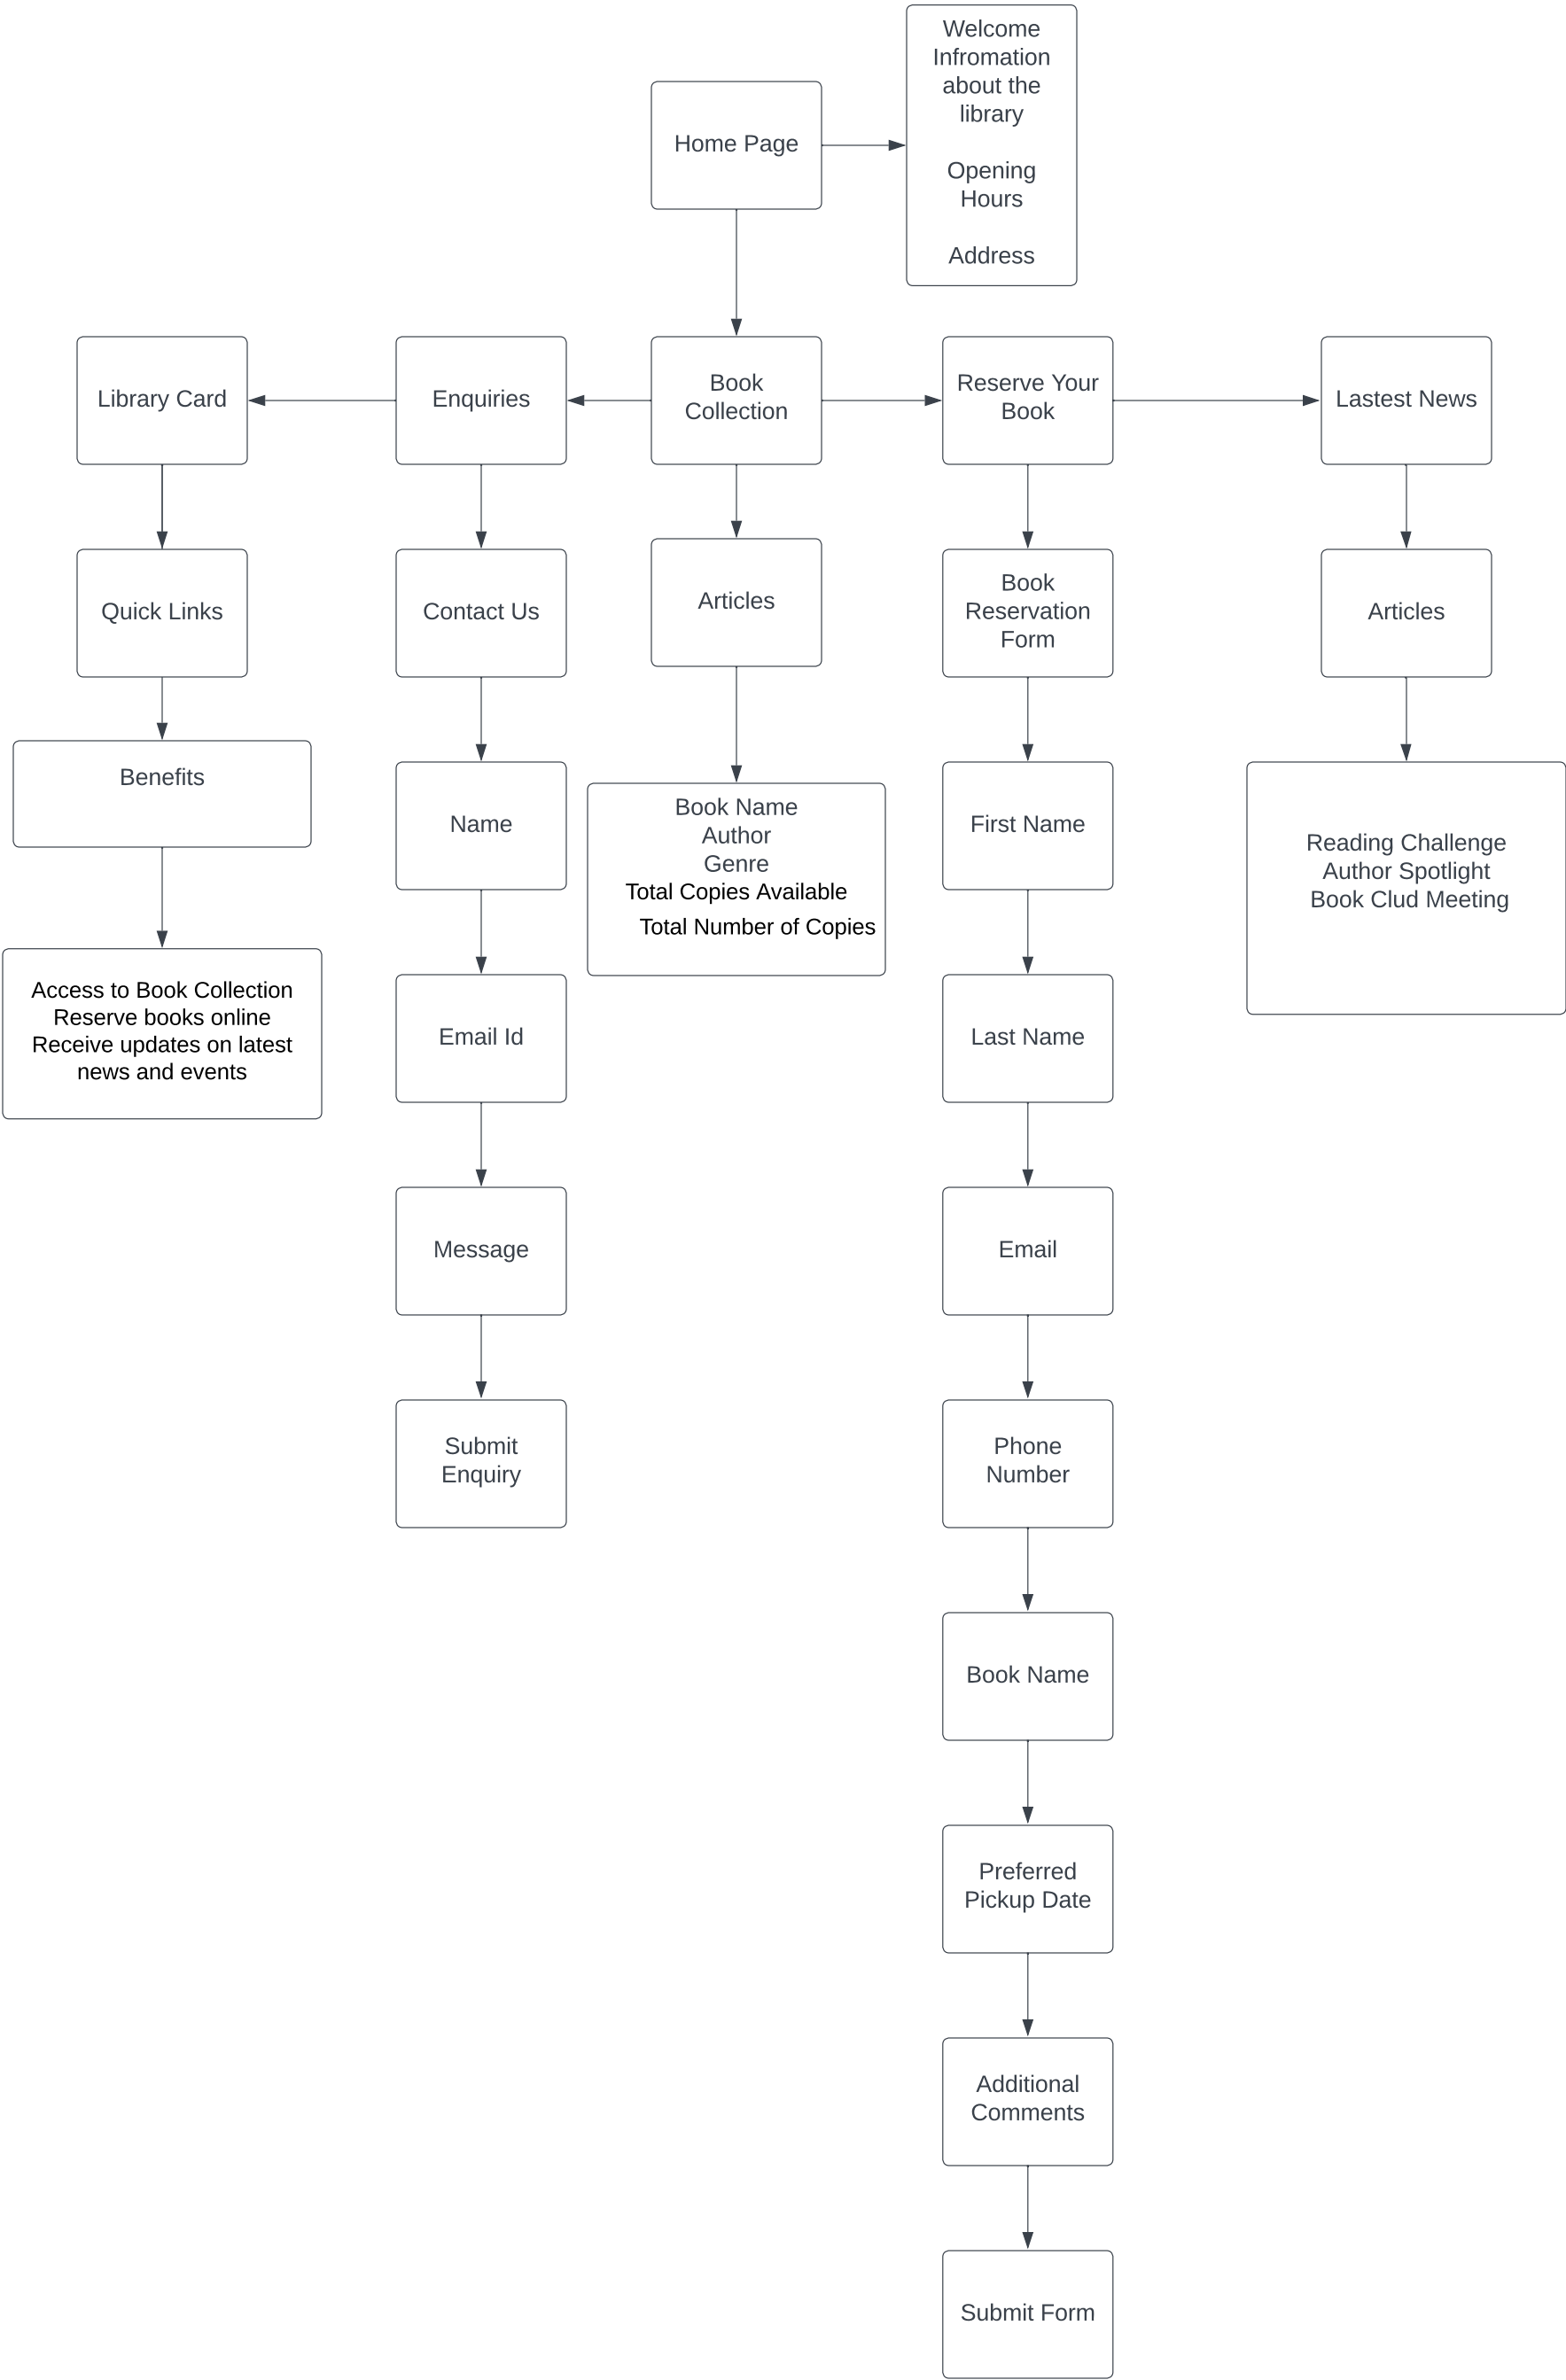 Welcome
Infromation
about the
library
Opening
Hours
Address
Home Page
Library Card
Enquiries
Book
Collection
Reserve Your
Book
Lastest News
Quick Links
Contact Us
Articles
Book
Reservation
Form
Articles
Benefits
Name
Book Name
Author
Genre
Total Copies Available
Total Number of Copies
First Name
Reading Challenge
Author Spotlight
Book Clud Meeting
Access to Book Collection
Reserve books online
Receive updates on latest
news and events
Email Id
Last Name
Message
Email
Submit
Enquiry
Phone
Number
Book Name
Preferred
Pickup Date
Additional
Comments
Submit Form